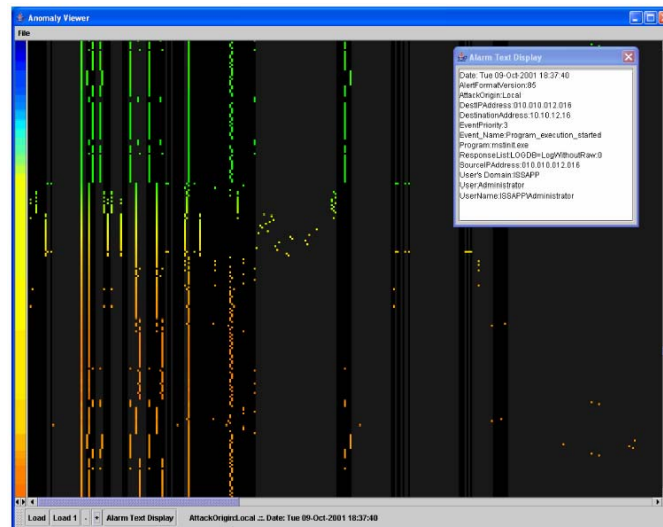 Anomaly Viewer
File
Alarm Text Display
Date: Tue 09-Oct-2001 18:37:40
AlertFormatVersion:85
AttackOrigin:Local
DestIPAddress:010.010.012.016
DestinationAddress:10.10.12.16
EventPriority:3
Event_Name:Program_execution_started
Program:mstinit.exe
ResponseList:LOGDB=LogWithoutRaw:0
SourceIPAddress:010.010.012.016
User's Domain:ISSAPP
User:Administrator
UserName:ISSAPP\Administrator
Load Load 1 - + Alarm Text Display AttackOrigin:Local .:. Date: Tue 09-Oct-2001 18:37:40